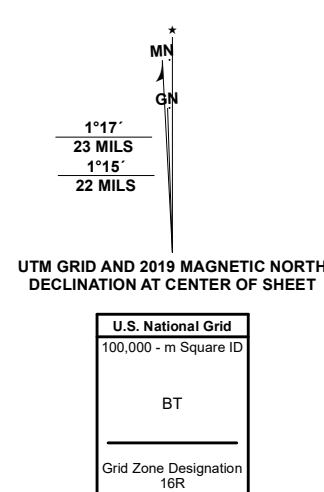 ★
MN
GN
1°17´
23 MILS
1°15´
22 MILS
UTM GRID AND 2019 MAGNETIC NORTH
DECLINATION AT CENTER OF SHEET
U.S. National Grid
100,000 - m Square ID
BT
Grid Zone Designation
16R